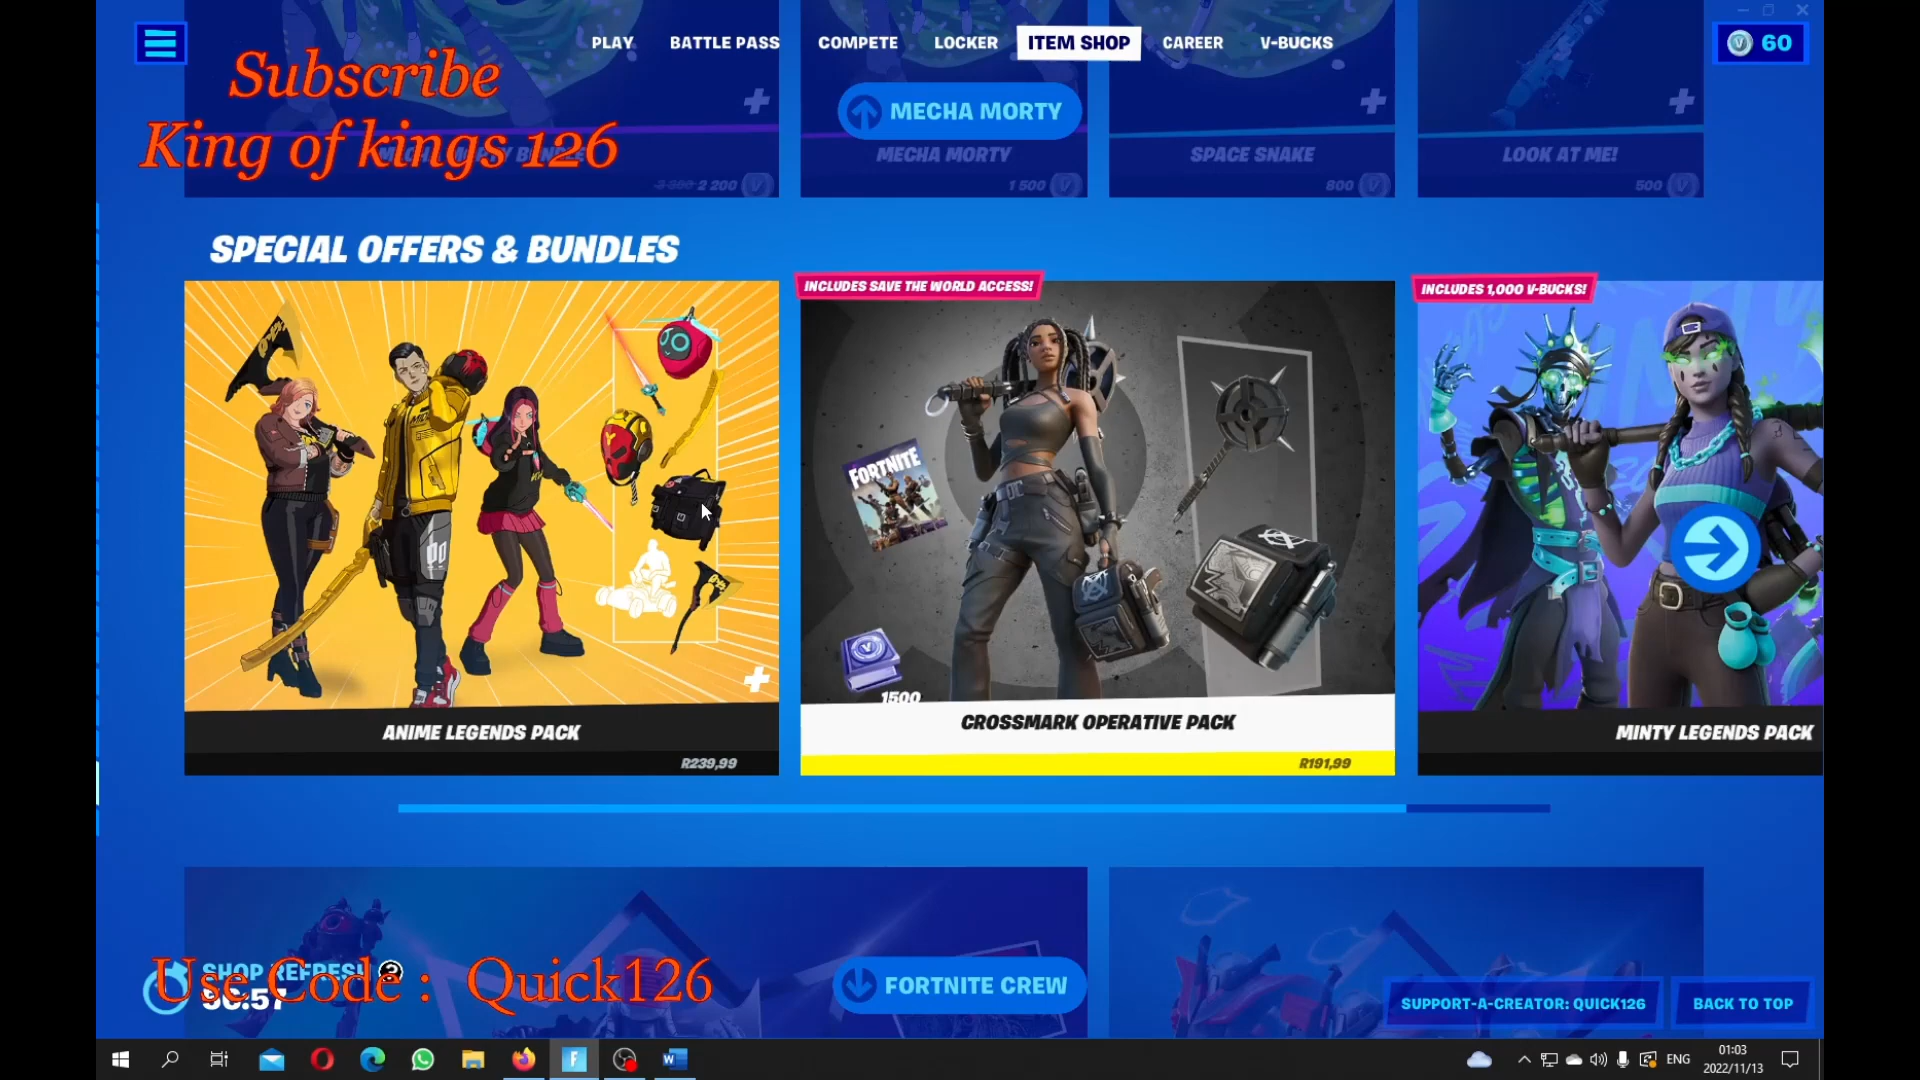 PLAY BATTLE PASS COMPETE LOCKER ITEM SHOP CAREER V-BUCKS 60
Subscribe
King of kings 126
MECHA MORTY
MECHA MORTY SPACE SNAKE LOOK AT ME!
2 200 1 500 800 500
SPECIAL OFFERS & BUNDLES
INCLUDES SAVE THE WORLD ACCESS!
INCLUDES 1,000 V-BUCKS!
FORTNITE
1500
ANIME LEGENDS PACK
R239,99
CROSSMARK OPERATIVE PACK
R191,99
MINTY LEGENDS PACK
SHOP REFRESH ?
Use Code : Quick126
FORTNITE CREW
SUPPORT-A-CREATOR: QUICK126
BACK TO TOP
ENG
01:03
2022/11/13